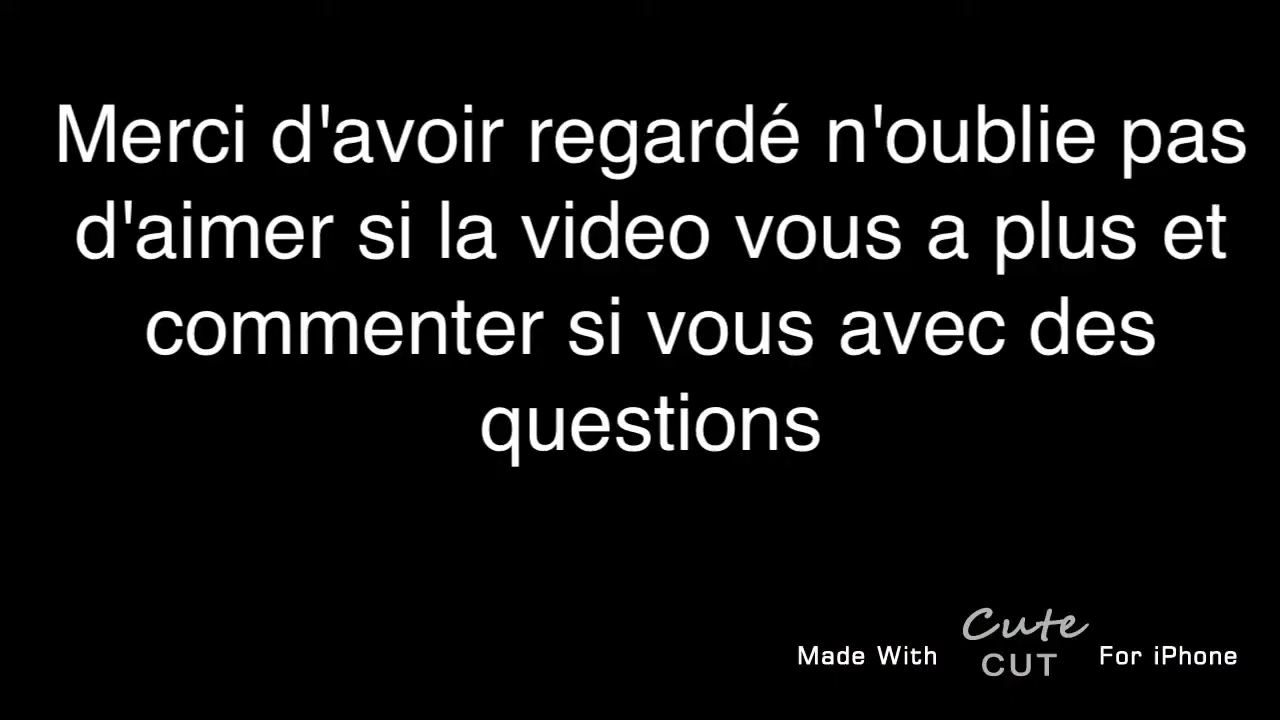 Merci d'avoir regardé n'oublie pas
d'aimer si la video vous a plus et
commenter si vous avec des
questions
Made With Cute CUT For iPhone